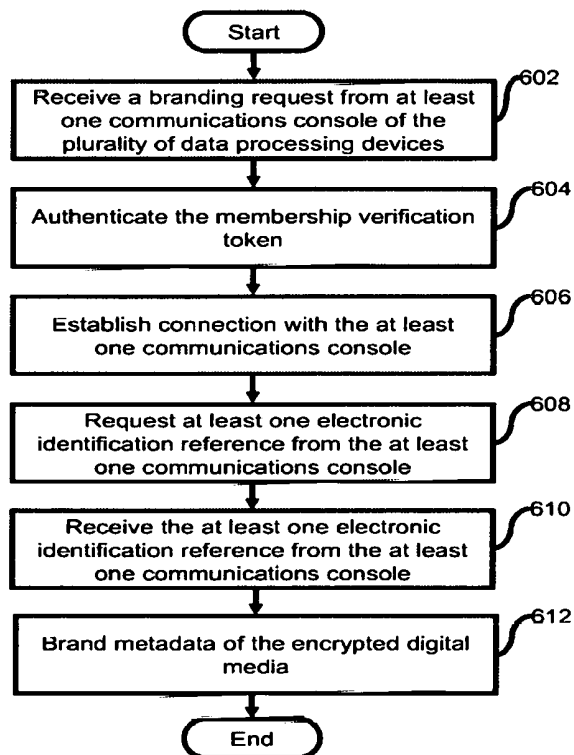 Start
602
Receive a branding request from at least
one communications console of the
plurality of data processing devices
604
Authenticate the membership verification
token
606
Establish connection with the at least
one communications console
608
Request at least one electronic
identification reference from the at least
one communications console
610
Receive the at least one electronic
identification reference from the at least
one communications console
612
Brand metadata of the encrypted digital
media
End